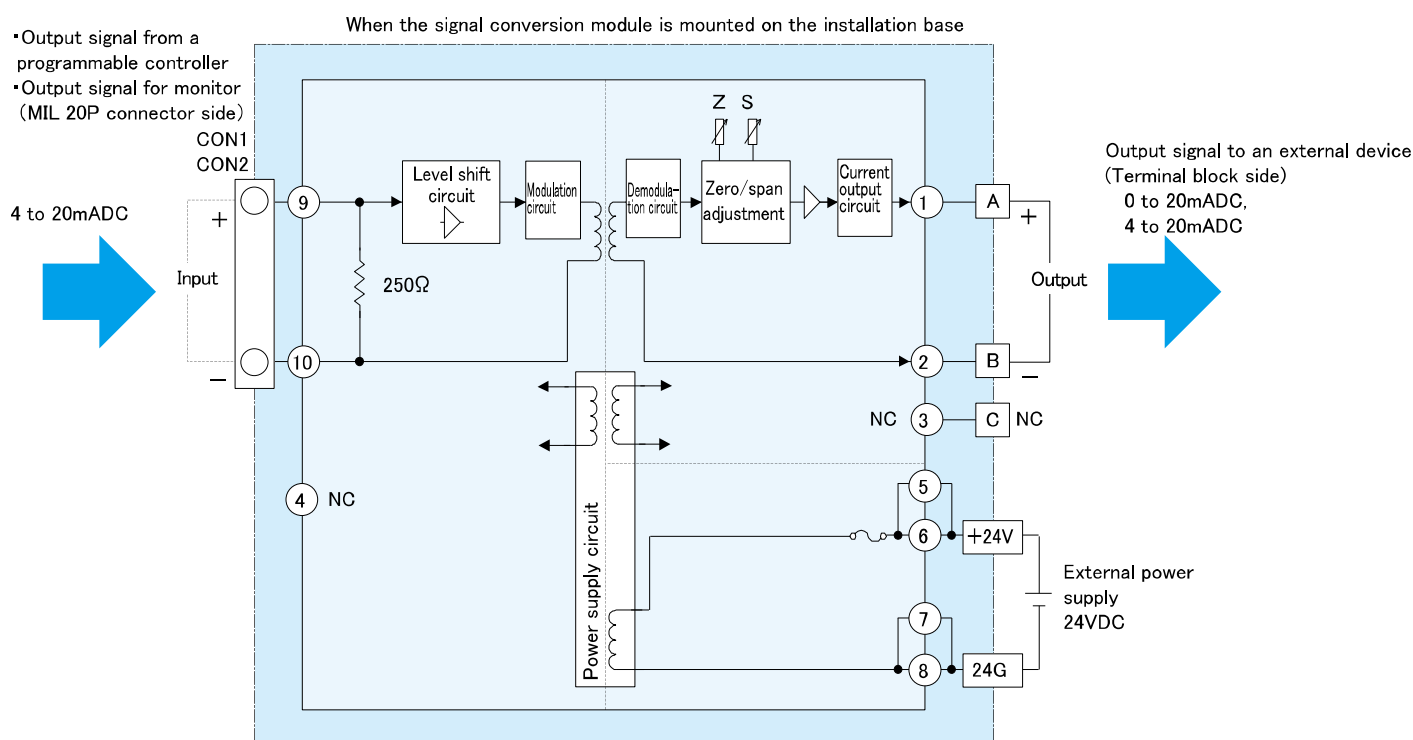 When the signal conversion module is mounted on the installation base
・Output signal from a
programmable controller
・Output signal for monitor
(MIL 20P connector side)
CON1
CON2
4 to 20mADC
+
Input
−
9
10
250Ω
Level shift
circuit
Modulation
circuit
Demodula-
tion circuit
Z S
Zero/span
adjustment
Current
output
circuit
1
A
+
Output
2
B
−
NC
3
C
NC
Output signal to an external device
(Terminal block side)
0 to 20mADC,
4 to 20mADC
4
NC
Power supply circuit
5
6
+24V
7
8
24G
External power
supply
24VDC